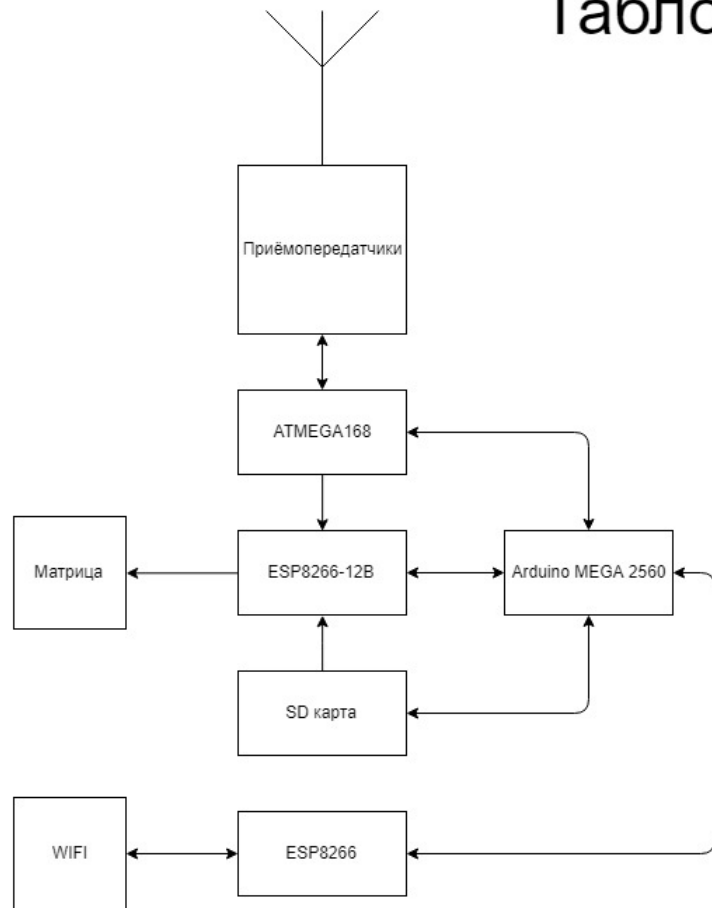 Табло
Приёмопередатчики
ATMEGA168
Матрица
ESP8266-12B
Arduino MEGA 2560
SD карта
WIFI
ESP8266